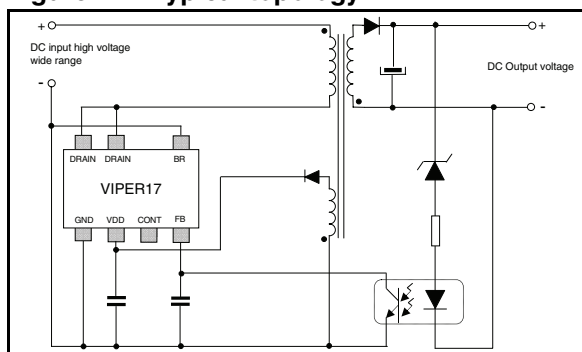 +
DC input high voltage
wide range
-
+
DC Output voltage
-
DRAIN DRAIN BR
VIPER17
GND VDD CONT FB